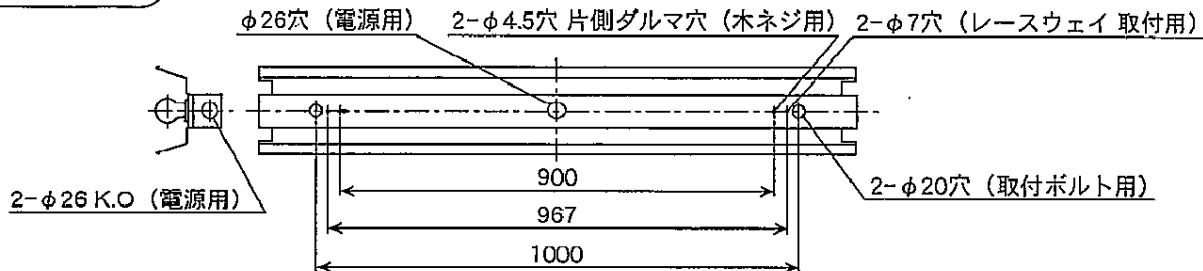 φ26穴（電源用）
2-φ4.5穴 片側ダルマ穴（木ネジ用）
2-φ7穴（レースウェイ 取付用）
2-φ26 K.O（電源用）
900
2-φ20穴（取付ボルト用）
967
1000